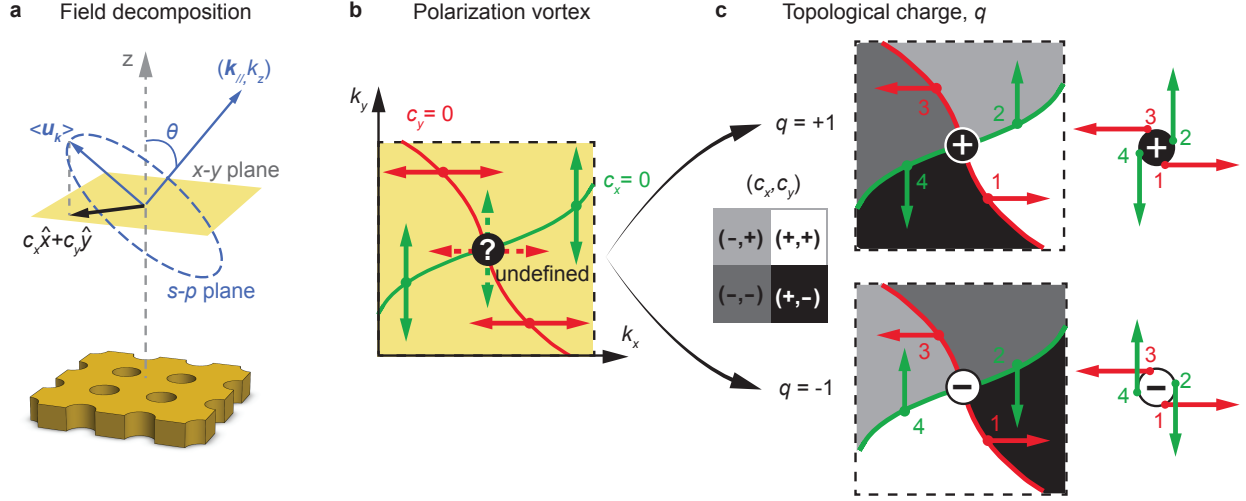 a Field decomposition
z
(k//,kz)
<uk>
θ
x-y plane
cxx̂+cyŷ
s-p plane
b Polarization vortex
ky
cy= 0
cx= 0
?
undefined
kx
c Topological charge, q
q = +1
(cx,cy)
(-,+) (+,+)
(-,-) (+,-)
q = -1
3
2
+
4
1
3
+
2
4
1
3
2
−
4
1
3
−
2
4
1